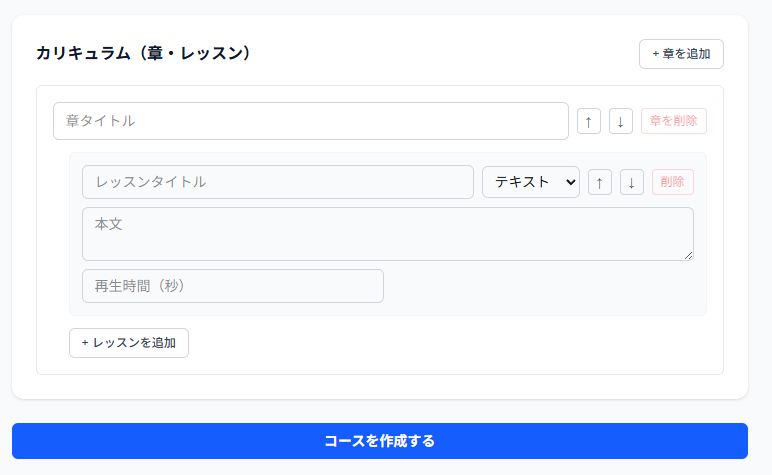 カリキュラム（章・レッスン）
+ 章を追加
章タイトル
↑
↓
章を削除
レッスンタイトル
テキスト
↑
↓
削除
本文
再生時間（秒）
+ レッスンを追加
コースを作成する